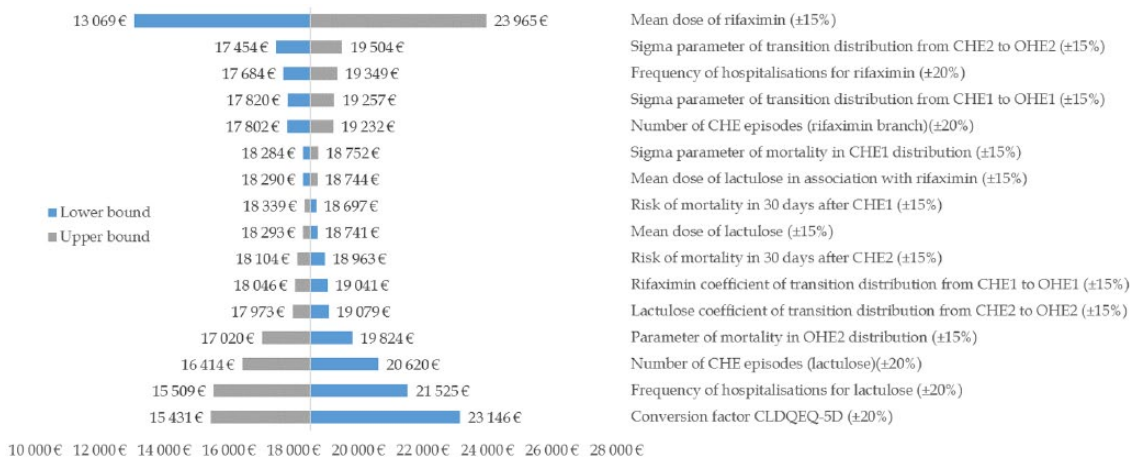 13 069 € 23 965 € Mean dose of rifaximin (±15%)
17 454 € 19 504 € Sigma parameter of transition distribution from CHE2 to OHE2 (±15%)
17 684 € 19 349 € Frequency of hospitalisations for rifaximin (±20%)
17 820 € 19 257 € Sigma parameter of transition distribution from CHE1 to OHE1 (±15%)
17 802 € 19 232 € Number of CHE episodes (rifaximin branch)(±20%)
18 284 € 18 752 € Sigma parameter of mortality in CHE1 distribution (±15%)
18 290 € 18 744 € Mean dose of lactulose in association with rifaximin (±15%)
18 339 € 18 697 € Risk of mortality in 30 days after CHE1 (±15%)
Lower bound
18 293 € 18 741 € Mean dose of lactulose (±15%)
Upper bound
18 104 € 18 963 € Risk of mortality in 30 days after CHE2 (±15%)
18 046 € 19 041 € Rifaximin coefficient of transition distribution from CHE1 to OHE1 (±15%)
17 973 € 19 079 € Lactulose coefficient of transition distribution from CHE2 to OHE2 (±15%)
17 020 € 19 824 € Parameter of mortality in OHE2 distribution (±15%)
16 414 € 20 620 € Number of CHE episodes (lactulose)(±20%)
15 509 € 21 525 € Frequency of hospitalisations for lactulose (±20%)
15 431 € 23 146 € Conversion factor CLDQEQ-5D (±20%)
10 000 € 12 000 € 14 000 € 16 000 € 18 000 € 20 000 € 22 000 € 24 000 € 26 000 € 28 000 €